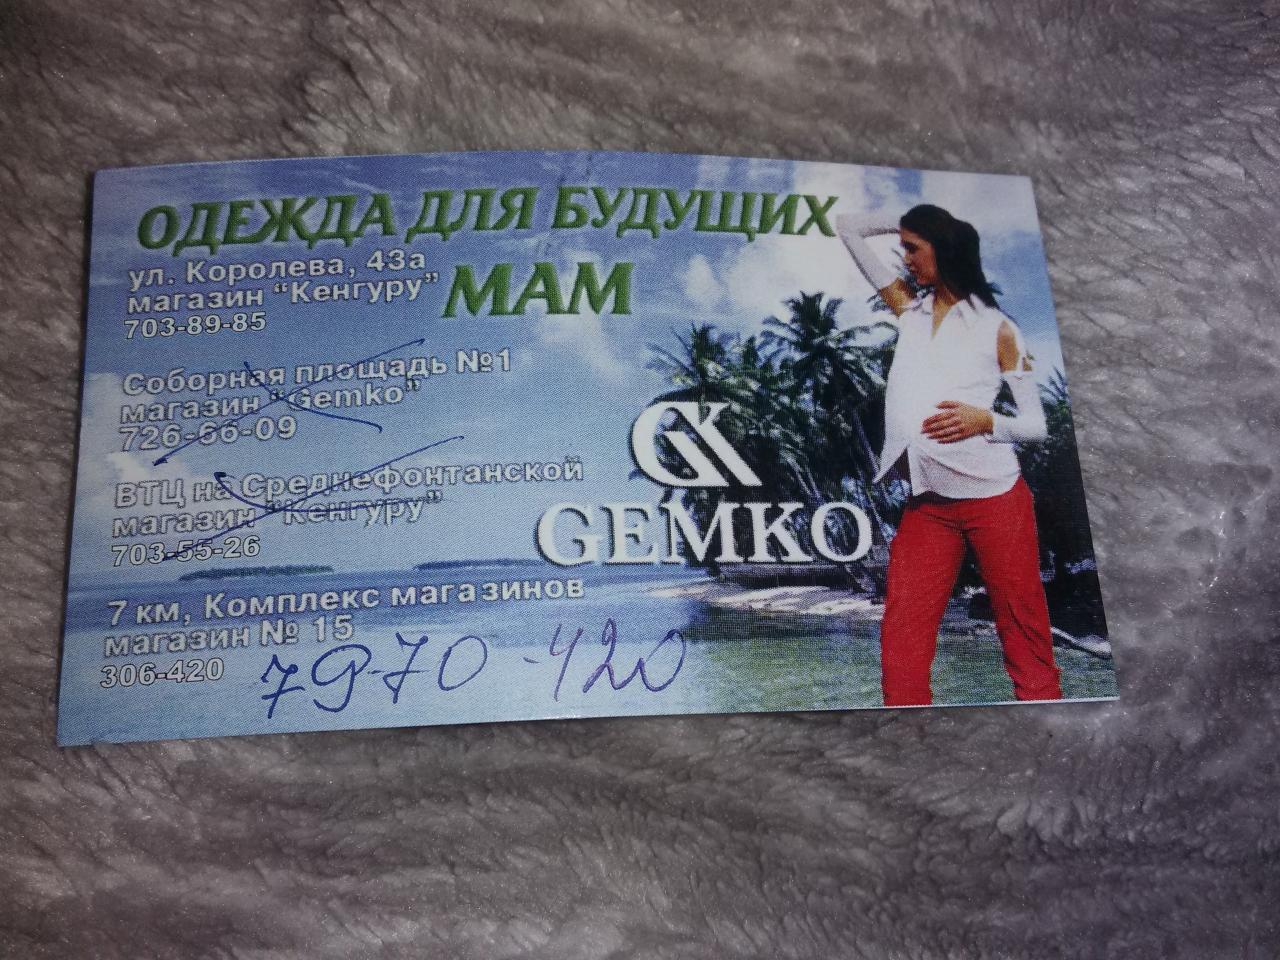 ОДЕЖДА ДЛЯ БУДУЩИХ
МАМ
ул. Королева, 43а
магазин "Кенгуру"
703-89-85
Соборная площадь №1
магазин "Gemko"
726-66-09
ВТЦ на Среднефонтанской
магазин "Кенгуру"
703-55-26
GK
GEMKO
7 км, Комплекс магазинов
магазин № 15
306-420
79-70-420